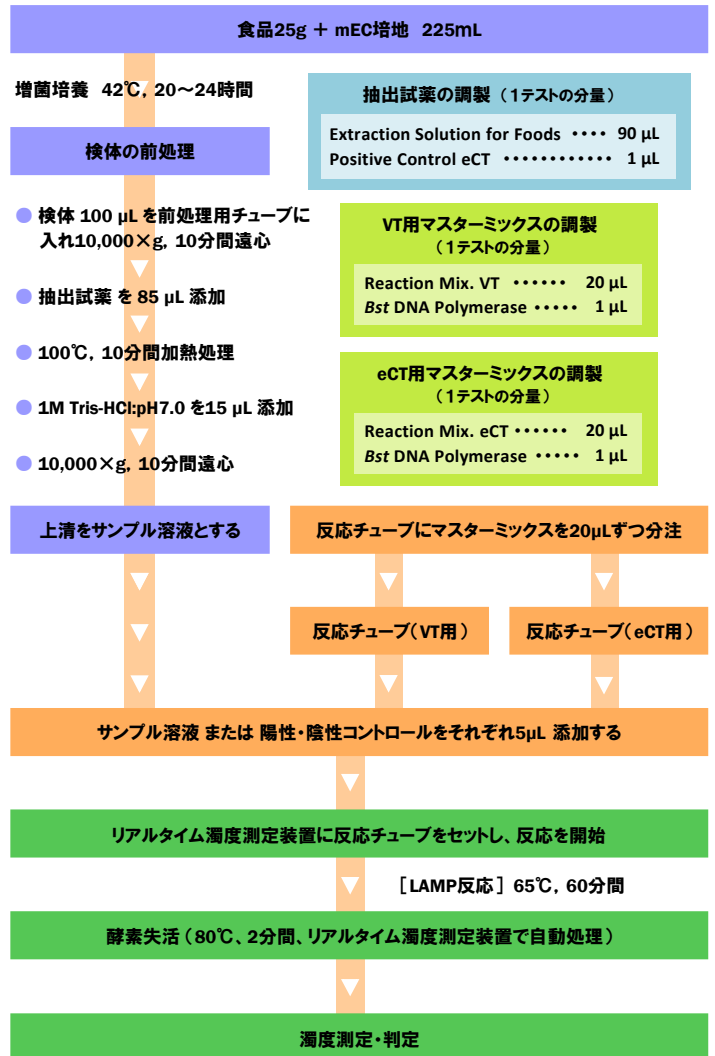 食品25g ＋ mEC培地 225mL
増菌培養 42℃, 20～24時間
検体の前処理
● 検体 100 µL を前処理用チューブに
入れ10,000×g, 10分間遠心
● 抽出試薬 を 85 µL 添加
● 100℃, 10分間加熱処理
● 1M Tris-HCl:pH7.0 を15 µL 添加
● 10,000×g, 10分間遠心
上清をサンプル溶液とする
抽出試薬の調製（1テストの分量）
Extraction Solution for Foods ････ 90 µL
Positive Control eCT ････････････ 1 µL
VT用マスターミックスの調製
（1テストの分量）
Reaction Mix. VT ･･････ 20 µL
Bst DNA Polymerase ･････ 1 µL
eCT用マスターミックスの調製
（1テストの分量）
Reaction Mix. eCT ･･････ 20 µL
Bst DNA Polymerase ･････ 1 µL
反応チューブにマスターミックスを20µLずつ分注
反応チューブ（VT用）
反応チューブ（eCT用）
サンプル溶液 または 陽性・陰性コントロールをそれぞれ5µL 添加する
リアルタイム濁度測定装置に反応チューブをセットし、反応を開始
［LAMP反応］ 65℃, 60分間
酵素失活（80℃、2分間、リアルタイム濁度測定装置で自動処理）
濁度測定・判定